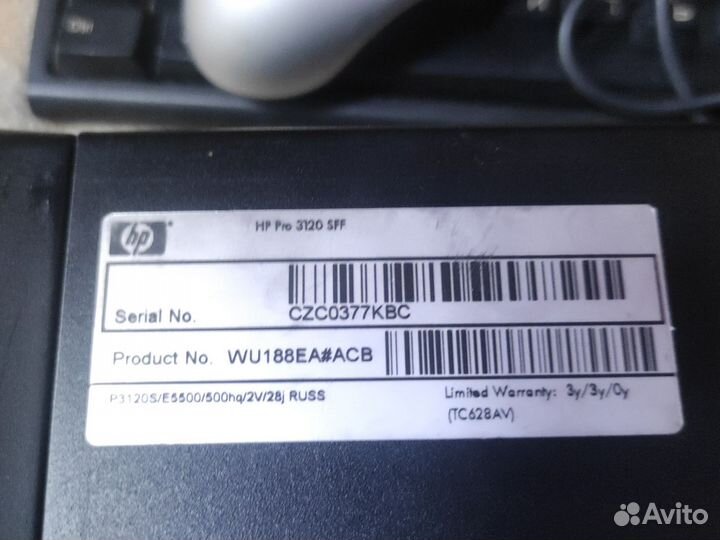 hp
HP Pro 3120 SFF
Serial No. CZC0377KBC
Product No. WU188EA#ACB
P3120S/E5500/500hq/2V/28j RUSS
Limited Warranty: 3y/3y/0y
(TC628AV)
Avito